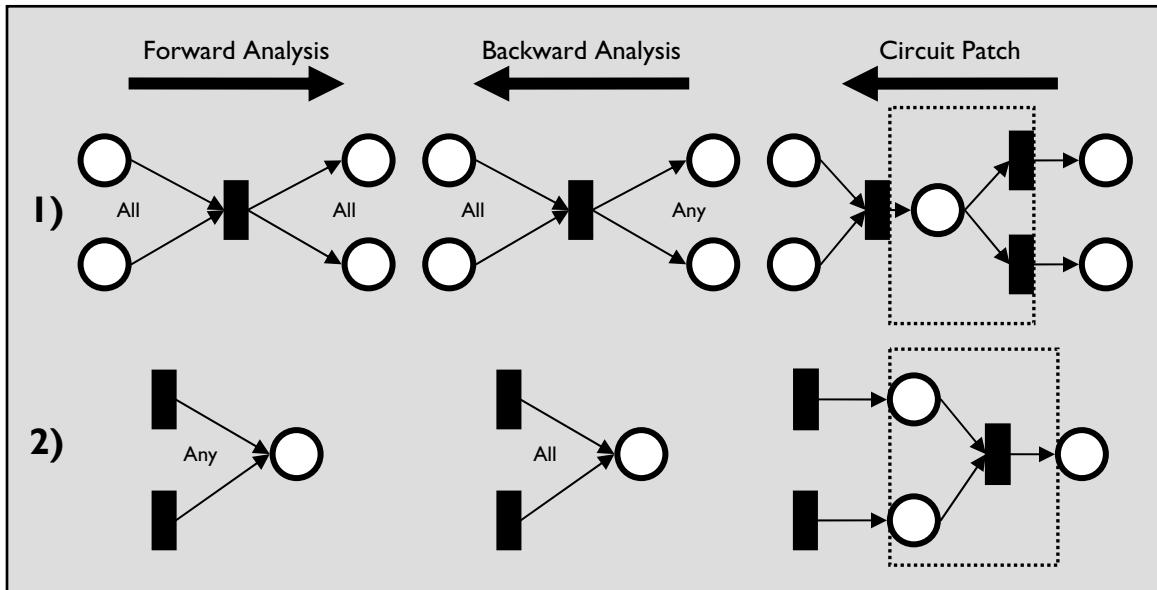 Forward Analysis
Backward Analysis
Circuit Patch
1)
All
All
All
Any
2)
Any
All